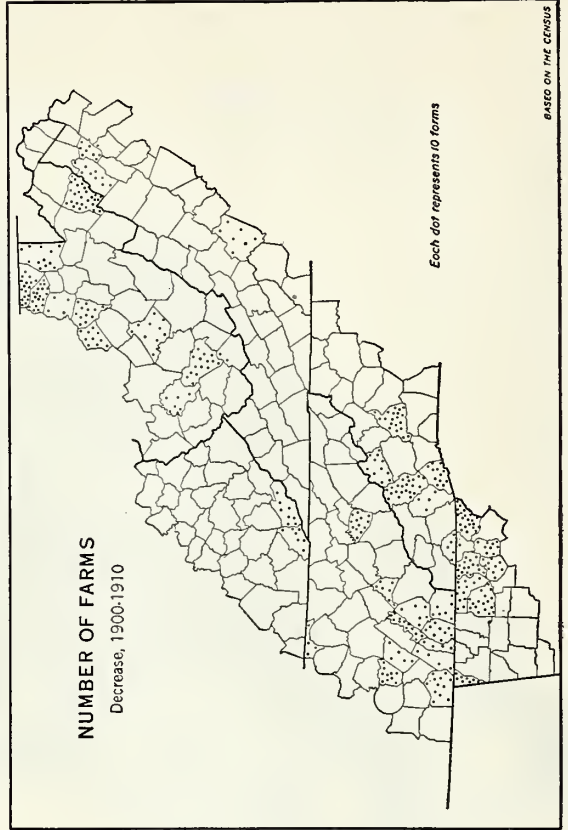 NUMBER OF FARMS
Decrease, 1900-1910
Each dot represents 10 farms
BASED ON THE CENSUS